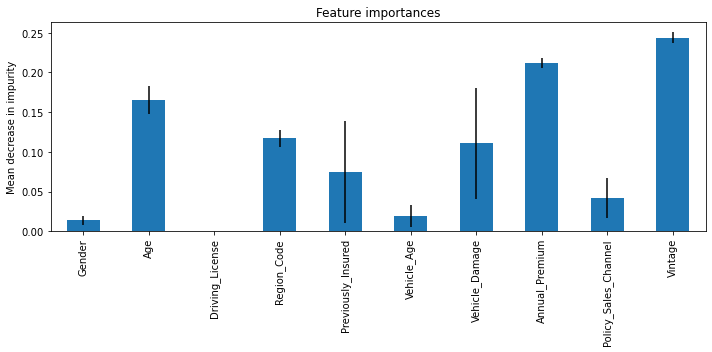 Feature importances
Mean decrease in impurity
0.25
0.20
0.15
0.10
0.05
0.00
Gender
Age
Driving_License
Region_Code
Previously_Insured
Vehicle_Age
Vehicle_Damage
Annual_Premium
Policy_Sales_Channel
Vintage